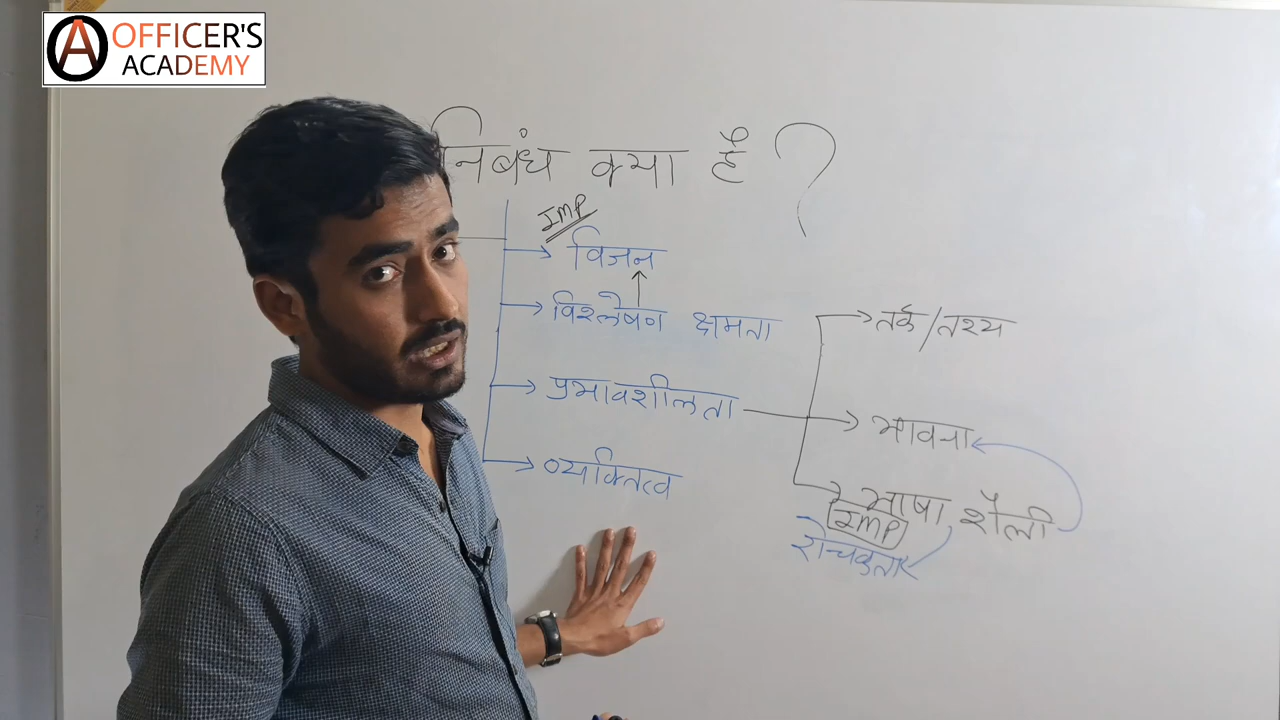 OFFICER'S
ACADEMY
निबंध क्या है ?
IMP
विजन
विश्लेषण क्षमता
प्रभावशीलता
व्यक्तित्व
तर्क/तथ्य
भावना
भाषा शैली
IMP
रोचकता